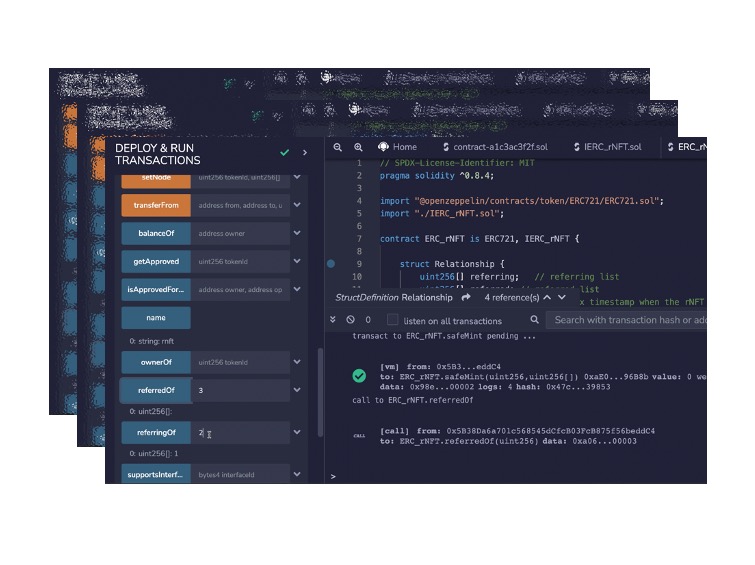 DEPLOY & RUN
TRANSACTIONS
setNode uint256 tokenId, uint256[]
transferFrom address from, address to, u
balanceOf address owner
getApproved uint256 tokenId
isApprovedFor... address owner, address op
name
0: string: rnft
ownerOf uint256 tokenId
referredOf 3
0: uint256[]:
referringOf 2
0: uint256[]: 1
supportsInterf... bytes4 interfaceId
Home contract-a1c3ac3f2f.sol IERC_rNFT.sol ERC_rN
1 // SPDX-License-Identifier: MIT
2 pragma solidity ^0.8.4;
3
4 import "@openzeppelin/contracts/token/ERC721/ERC721.sol";
5 import "./IERC_rNFT.sol";
6
7 contract ERC_rNFT is ERC721, IERC_rNFT {
8
9 struct Relationship {
10 uint256[] referring; // referring list
list
StructDefinition Relationship 4 reference(s)
x timestamp when the rNFT
0 listen on all transactions Search with transaction hash or add
transact to ERC_rNFT.safeMint pending ...
[vm] from: 0x5B3...eddC4
to: ERC_rNFT.safeMint(uint256,uint256[]) 0xaE0...96B8b value: 0 we
data: 0x98e...00002 logs: 4 hash: 0x47c...39853
call to ERC_rNFT.referredOf
CALL [call] from: 0x5B38Da6a701c568545dCfcB03FcB875f56beddC4
to: ERC_rNFT.referredOf(uint256) data: 0xa06...00003
>